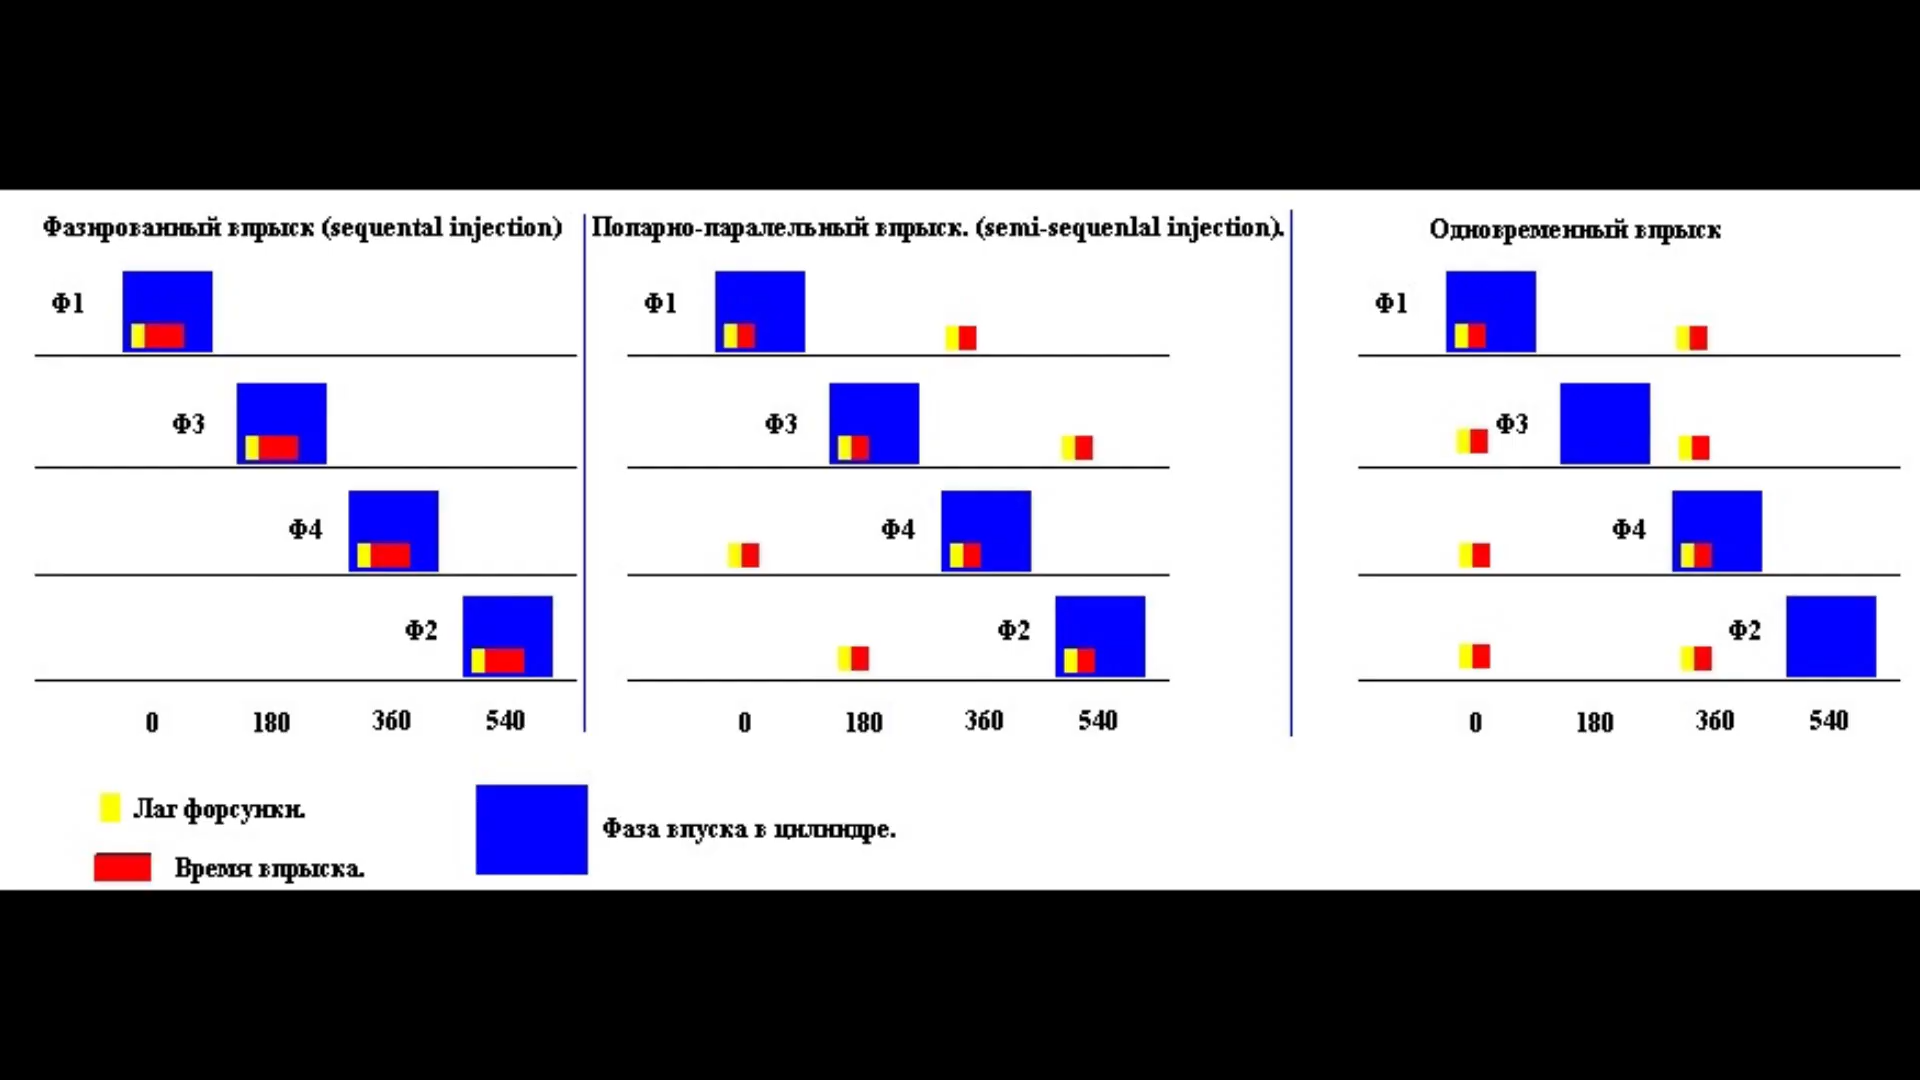 Фазированный впрыск (sequental injection)
Ф1
Ф3
Ф4
Ф2
0 180 360 540
Попарно-паралельный впрыск. (semi-sequenlal injection).
Ф1
Ф3
Ф4
Ф2
0 180 360 540
Одновременный впрыск
Ф1
Ф3
Ф4
Ф2
0 180 360 540
Лаг форсунки.
Время впрыска.
Фаза впуска в цилиндре.